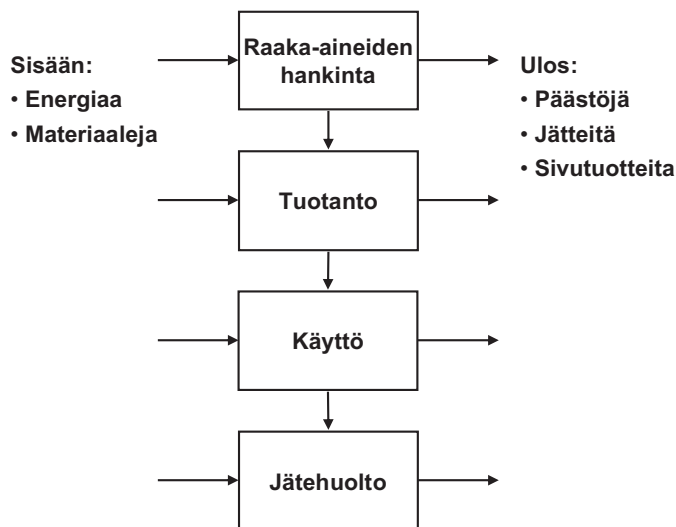 Raaka-aineiden
hankinta
Sisään:
• Energiaa
• Materiaaleja
Ulos:
• Päästöjä
• Jätteitä
• Sivutuotteita
Tuotanto
Käyttö
Jätehuolto